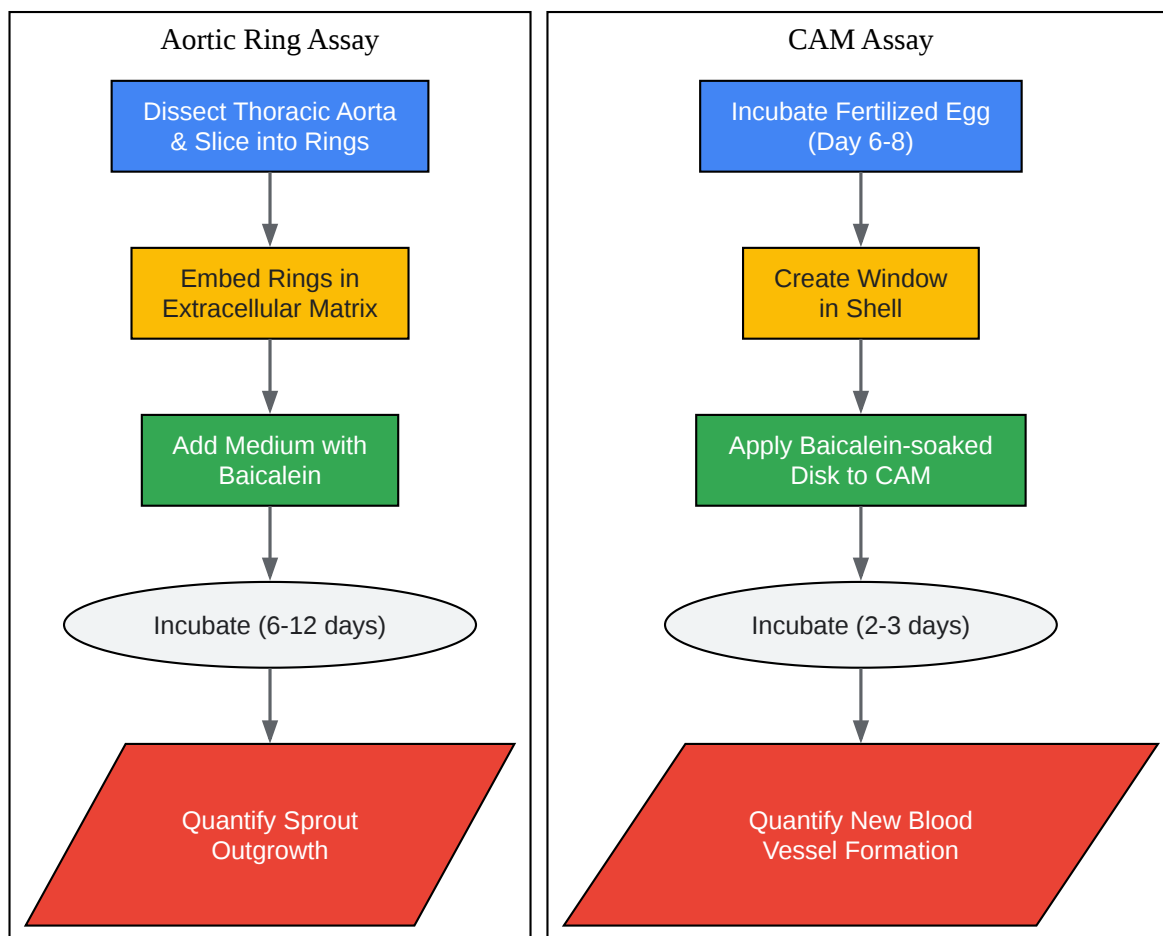 Aortic Ring Assay
Dissect Thoracic Aorta
& Slice into Rings
Embed Rings in
Extracellular Matrix
Add Medium with
Baicalein
Incubate (6-12 days)
Quantify Sprout
Outgrowth
CAM Assay
Incubate Fertilized Egg
(Day 6-8)
Create Window
in Shell
Apply Baicalein-soaked
Disk to CAM
Incubate (2-3 days)
Quantify New Blood
Vessel Formation